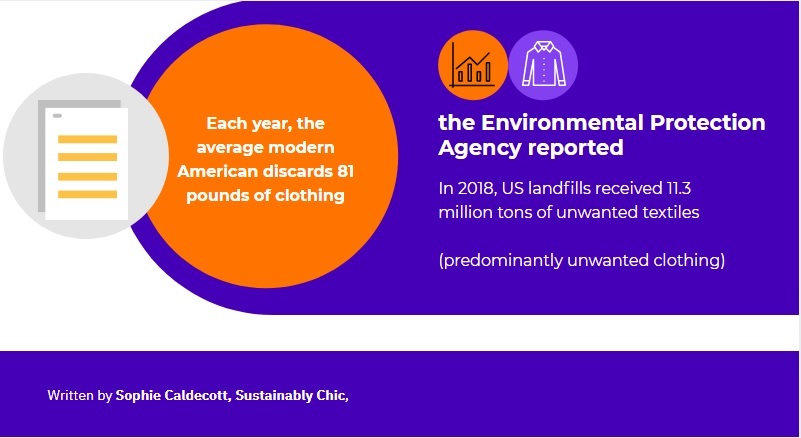 Each year, the
average modern
American discards 81
pounds of clothing
the Environmental Protection
Agency reported
In 2018, US landfills received 11.3
million tons of unwanted textiles
(predominantly unwanted clothing)
Written by Sophie Caldecott, Sustainably Chic,